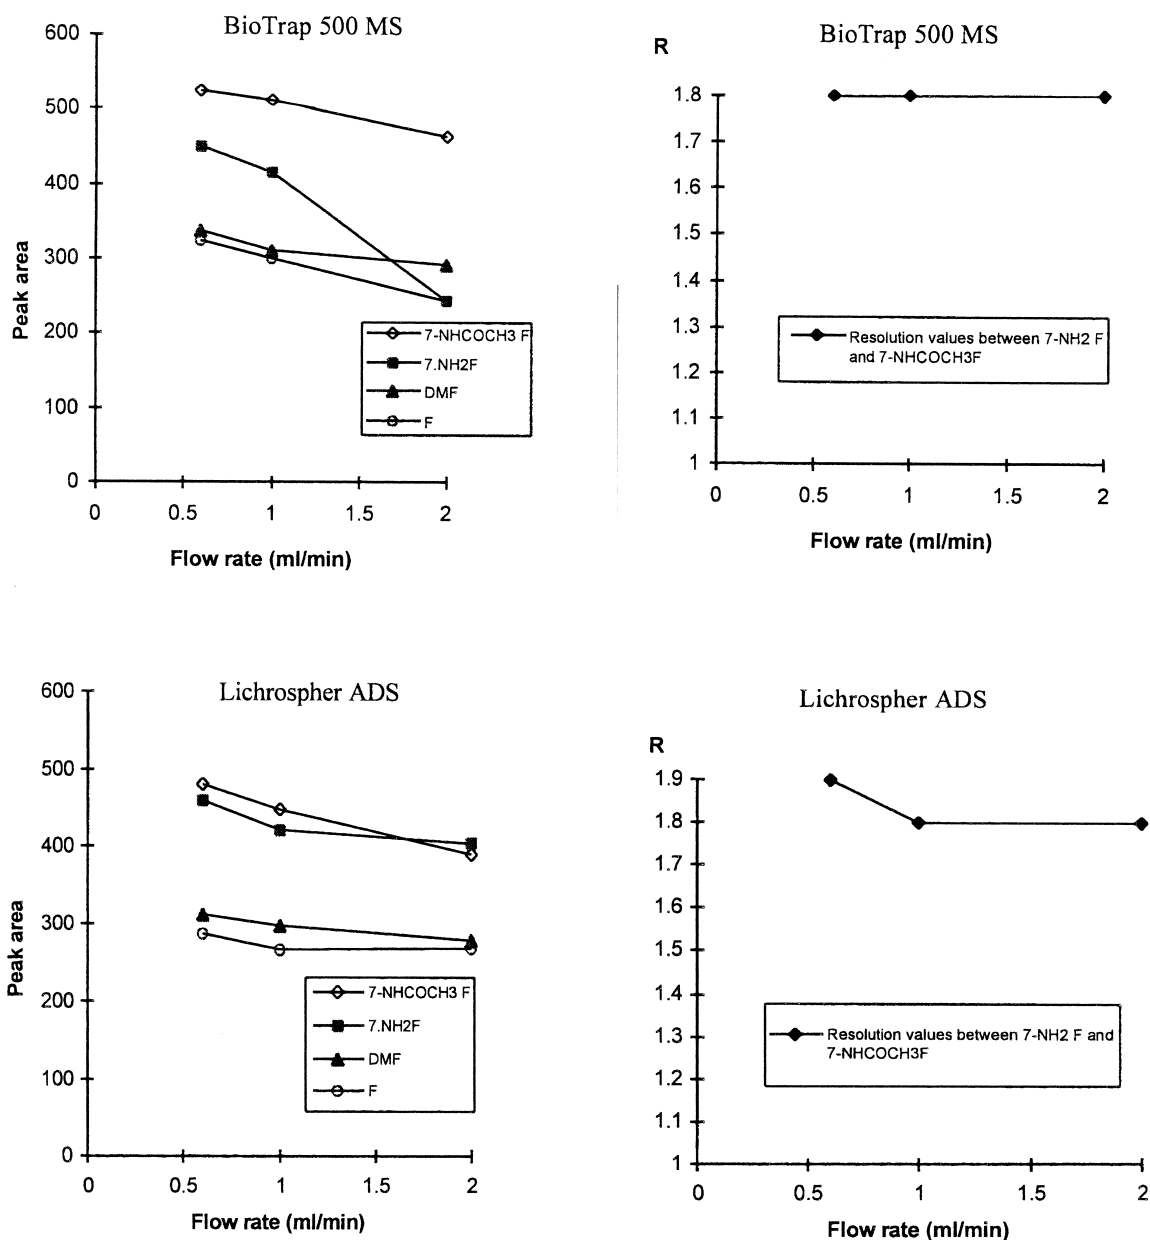 BioTrap 500 MS
600
500
400
300
200
100
0
Peak area
0 0.5 1 1.5 2
Flow rate (ml/min)
7-NHCOCH3 F
7.NH2F
DMF
F
BioTrap 500 MS
R
1.8
1.7
1.6
1.5
1.4
1.3
1.2
1.1
1
0 0.5 1 1.5 2
Flow rate (ml/min)
Resolution values between 7-NH2 F
and 7-NHCOCH3F
Lichrospher ADS
600
500
400
300
200
100
0
Peak area
0 0.5 1 1.5 2
Flow rate (ml/min)
7-NHCOCH3 F
7.NH2F
DMF
F
Lichrospher ADS
R
1.9
1.8
1.7
1.6
1.5
1.4
1.3
1.2
1.1
1
0 0.5 1 1.5 2
Flow rate (ml/min)
Resolution values between 7-NH2 F and
7-NHCOCH3F